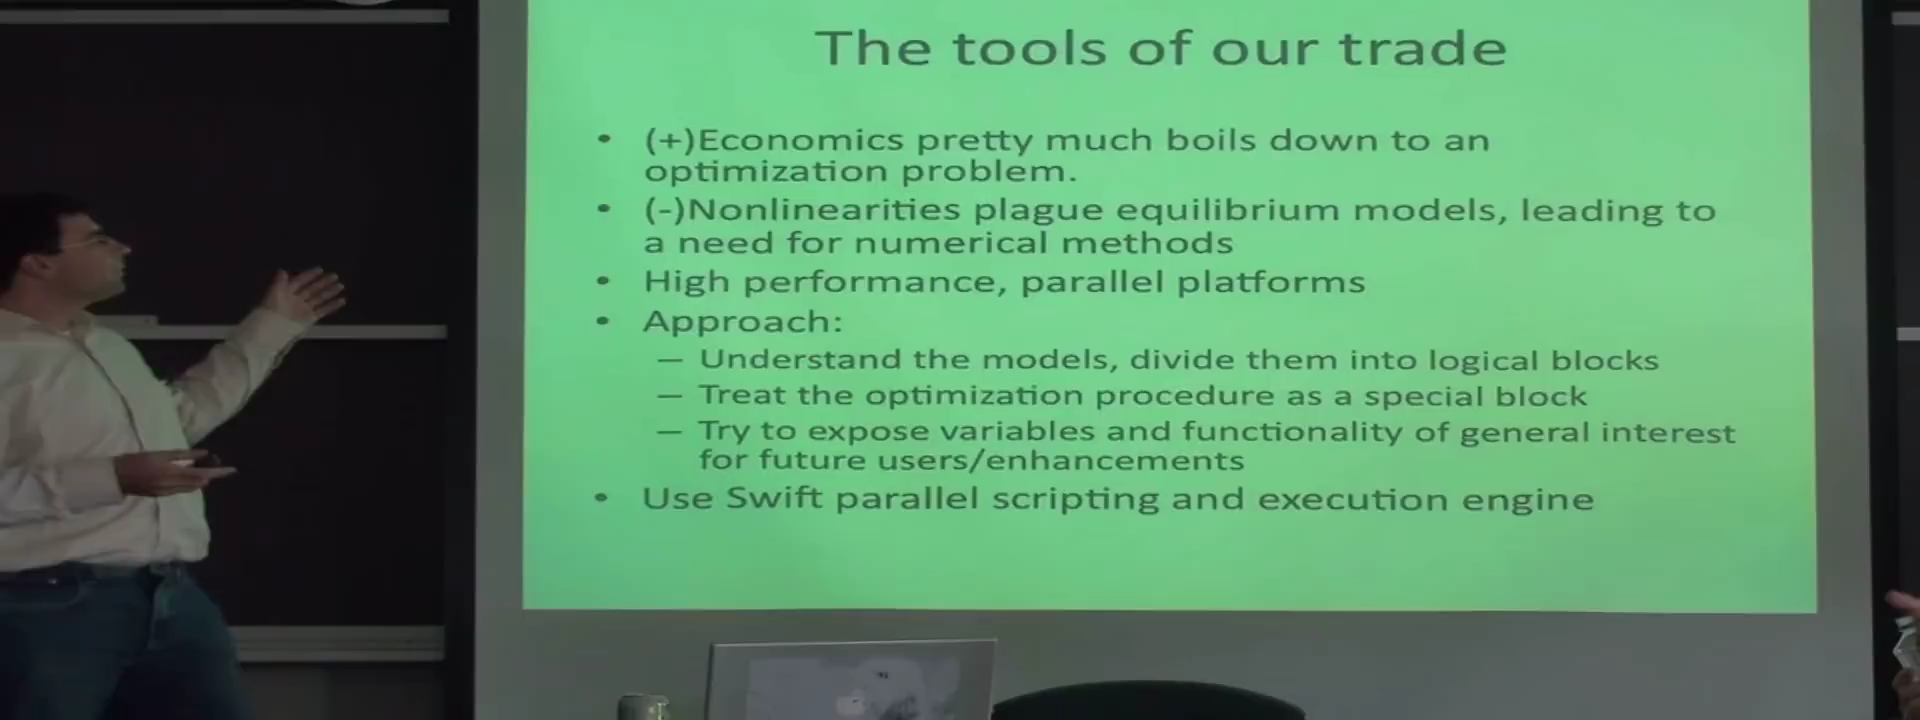 The tools of our trade
• (+)Economics pretty much boils down to an
optimization problem.
• (-)Nonlinearities plague equilibrium models, leading to
a need for numerical methods
• High performance, parallel platforms
• Approach:
– Understand the models, divide them into logical blocks
– Treat the optimization procedure as a special block
– Try to expose variables and functionality of general interest
for future users/enhancements
• Use Swift parallel scripting and execution engine